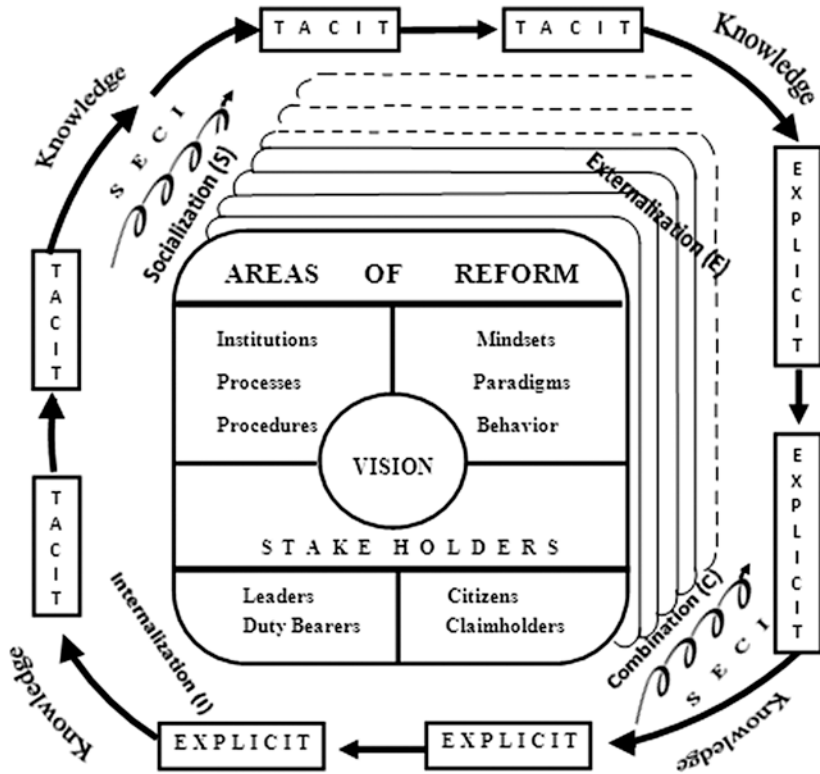 TACIT
TACIT
Knowledge
Knowledge
SECI
Socialization (S)
Externalization (E)
EXPLICIT
TACIT
AREAS OF REFORM
Institutions
Mindsets
Processes
Paradigms
Procedures
Behavior
VISION
EXPLICIT
TACIT
STAKE HOLDERS
Leaders
Citizens
Duty Bearers
Claimholders
Internalization (I)
Combination (C)
SECI
Knowledge
Knowledge
EXPLICIT
EXPLICIT